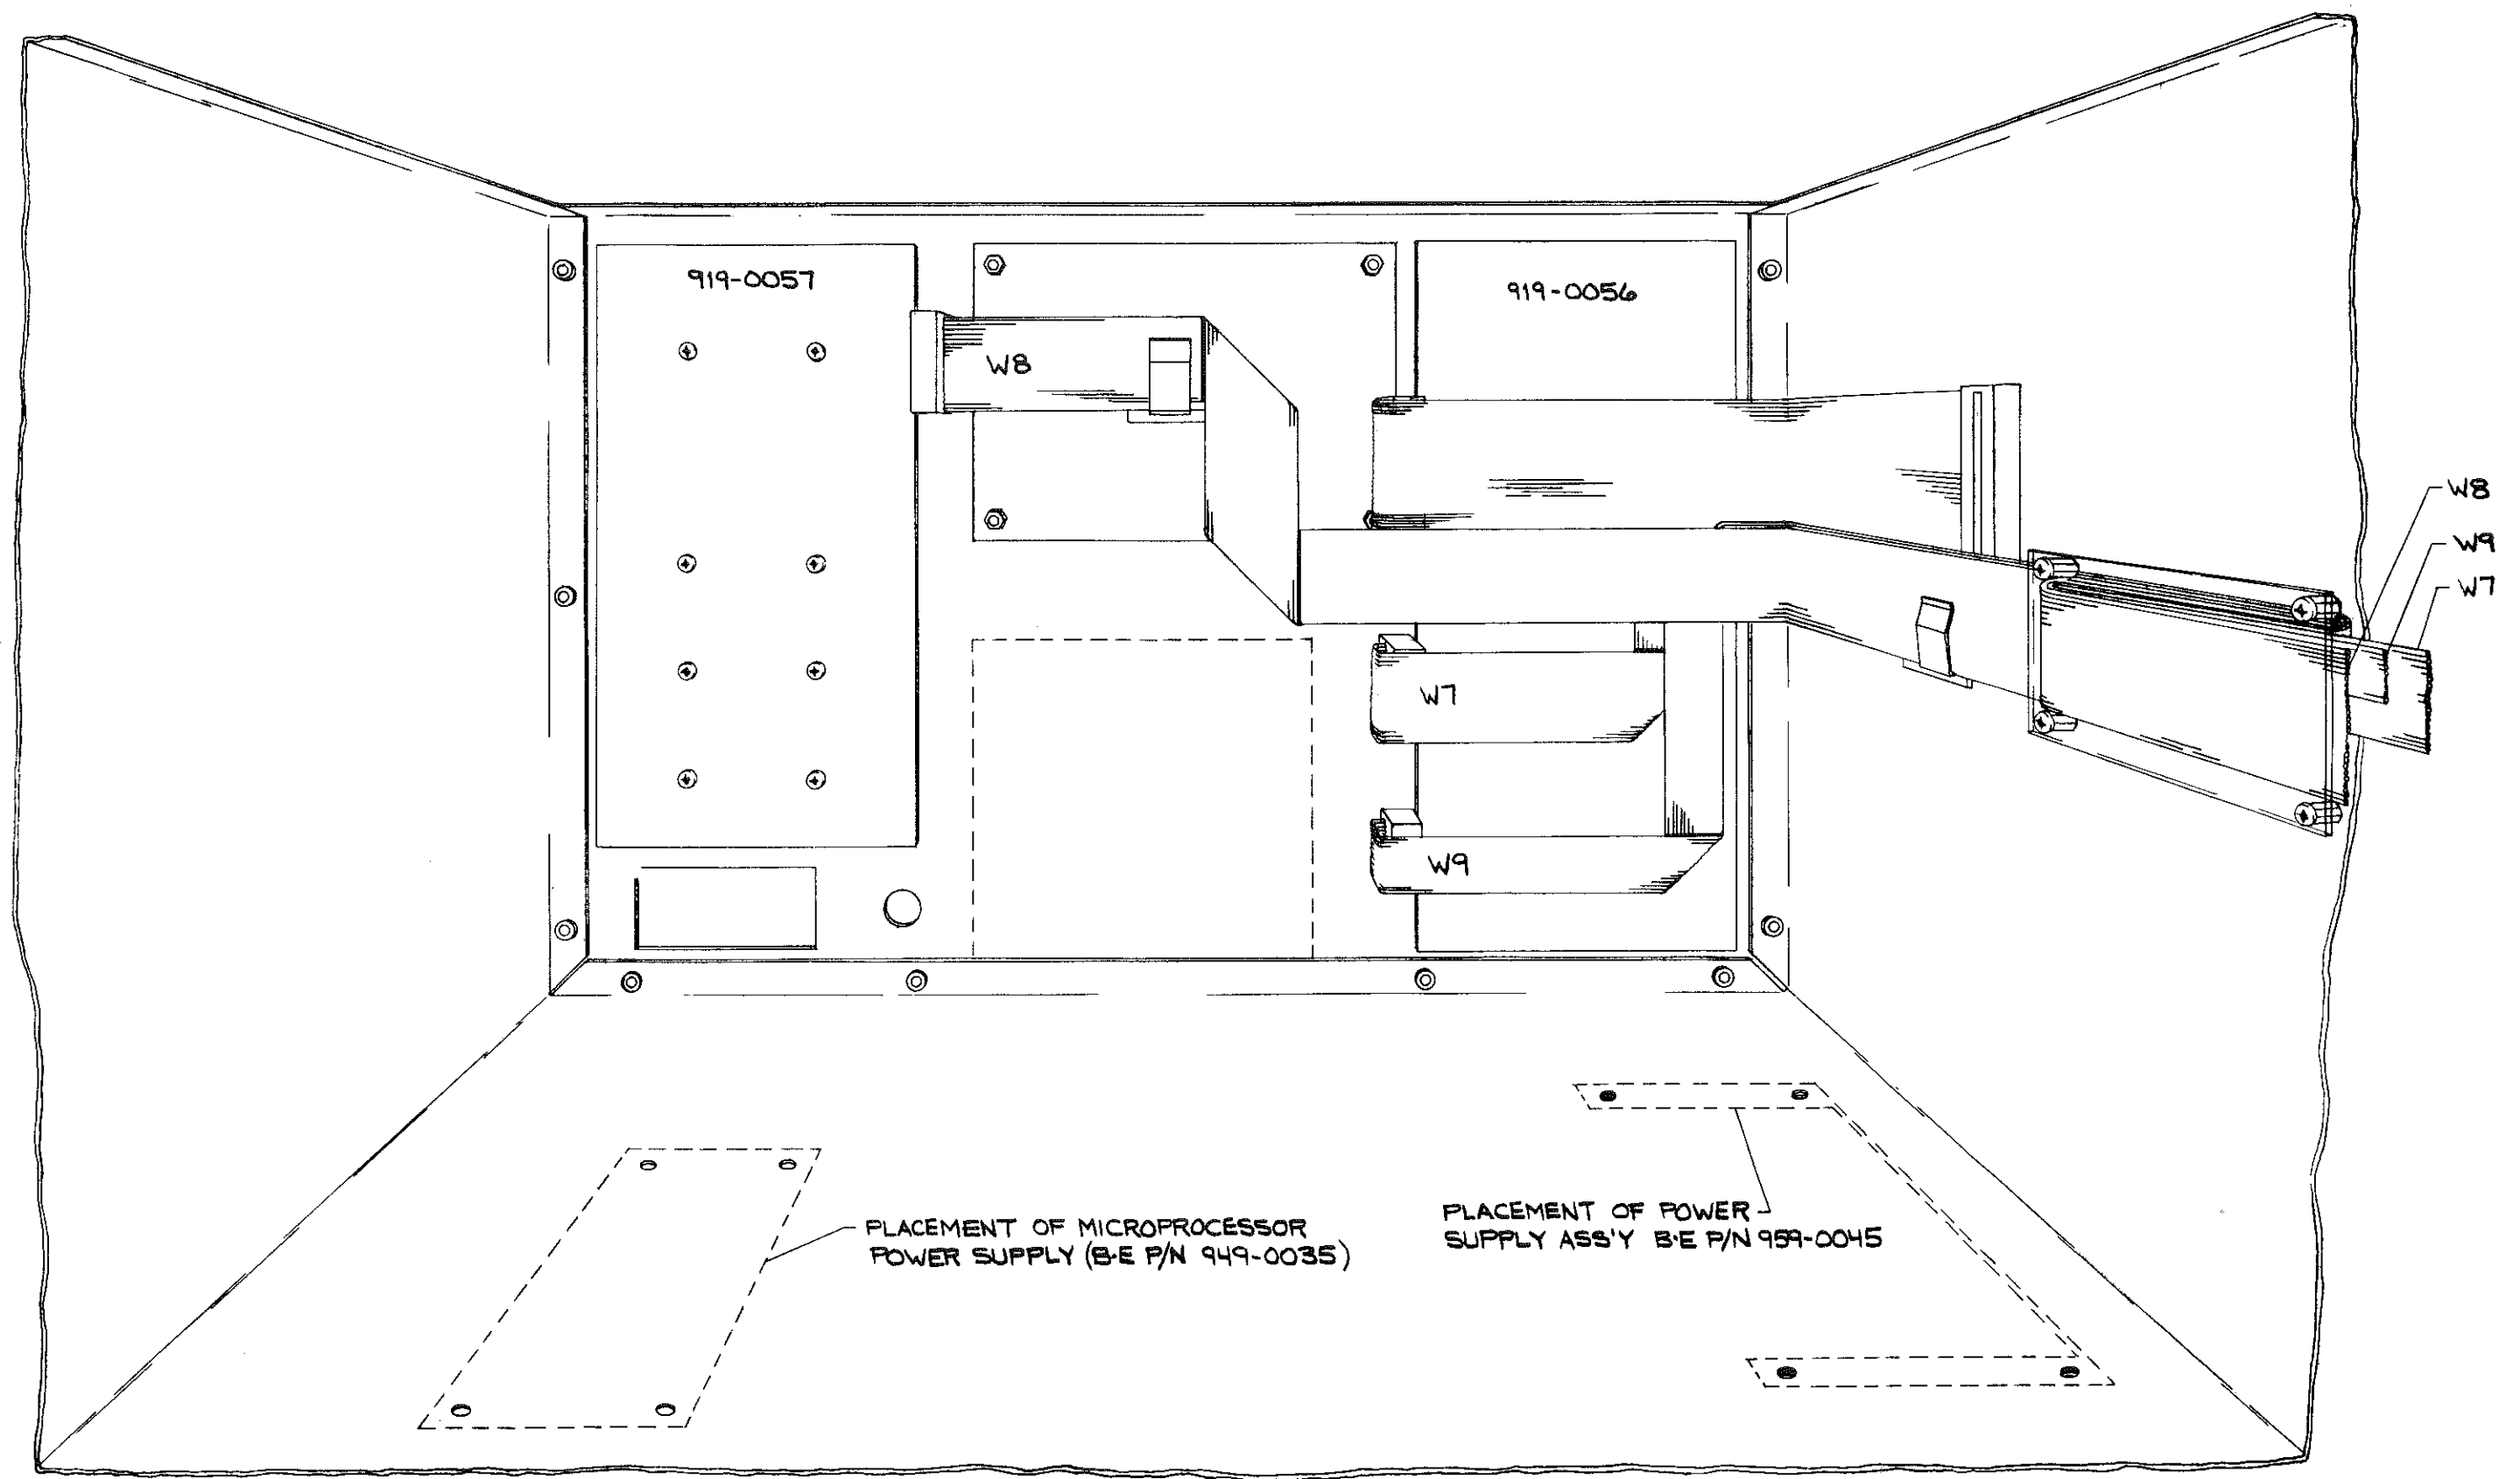 919-0057
919-0056
W8
W8
W9
W7
W7
W9
PLACEMENT OF MICROPROCESSOR
POWER SUPPLY (B·E P/N 949-0035)
PLACEMENT OF POWER
SUPPLY ASS'Y B·E P/N 959-0045